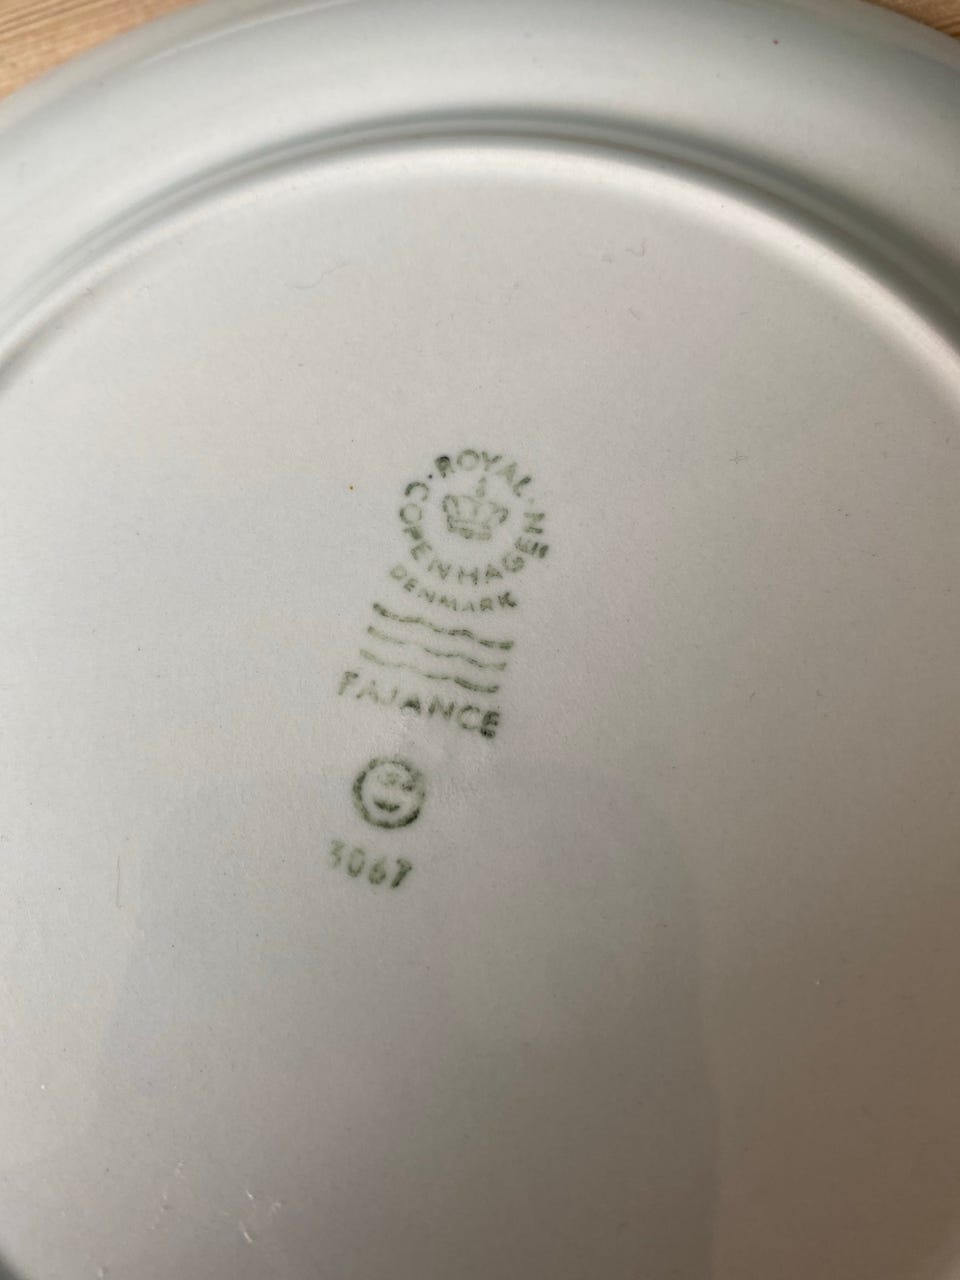 ROYAL
COPENHAGEN
DENMARK
FAJANCE
3067